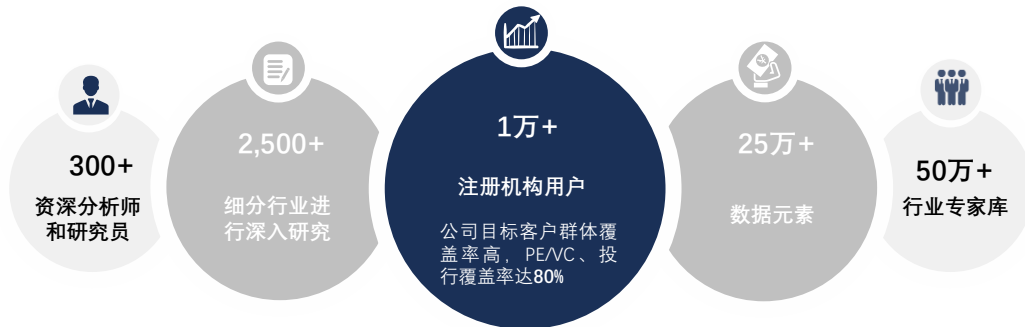 300+
资深分析师
和研究员
2,500+
细分行业进
行深入研究
1万+
注册机构用户
公司目标客户群体覆
盖率高，PE/VC、投
行覆盖率达80%
25万+
数据元素
50万+
行业专家库